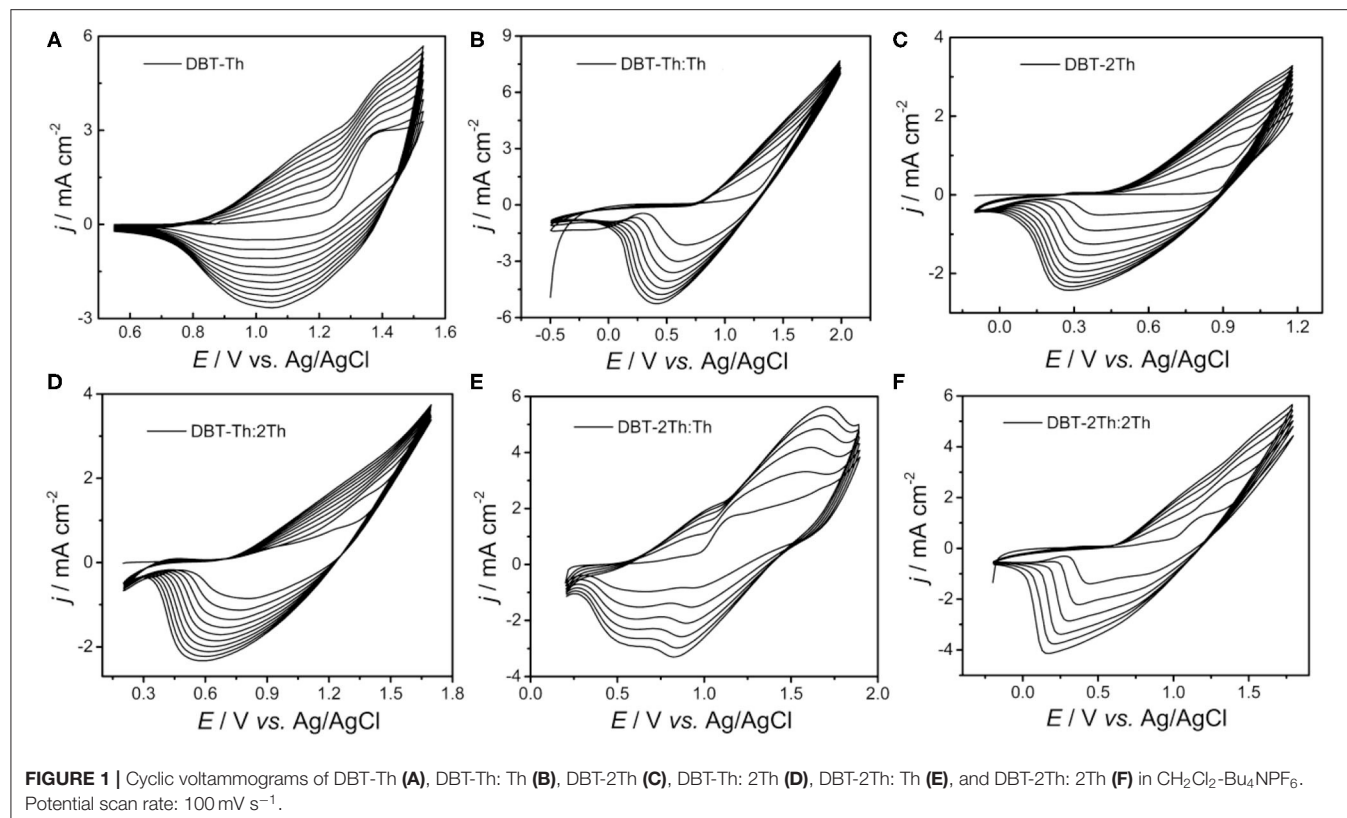 A
6
DBT-Th
3
0
-3
j / mA cm⁻²
0.6 0.8 1.0 1.2 1.4 1.6
E / V vs. Ag/AgCl
B
9
DBT-Th:Th
6
3
0
-3
-6
j / mA cm⁻²
-0.5 0.0 0.5 1.0 1.5 2.0
E / V vs. Ag/AgCl
C
4
DBT-2Th
2
0
-2
j / mA cm⁻²
0.0 0.3 0.6 0.9 1.2
E / V vs. Ag/AgCl
D
4
DBT-Th:2Th
2
0
-2
j / mA cm⁻²
0.3 0.6 0.9 1.2 1.5 1.8
E / V vs. Ag/AgCl
E
6
DBT-2Th:Th
4
2
0
-2
-4
j / mA cm⁻²
0.0 0.5 1.0 1.5 2.0
E / V vs. Ag/AgCl
F
6
DBT-2Th:2Th
4
2
0
-2
-4
j / mA cm⁻²
0.0 0.5 1.0 1.5
E / V vs. Ag/AgCl
FIGURE 1 | Cyclic voltammograms of DBT-Th (A), DBT-Th: Th (B), DBT-2Th (C), DBT-Th: 2Th (D), DBT-2Th: Th (E), and DBT-2Th: 2Th (F) in CH₂Cl₂-Bu₄NPF₆.
Potential scan rate: 100 mV s⁻¹.